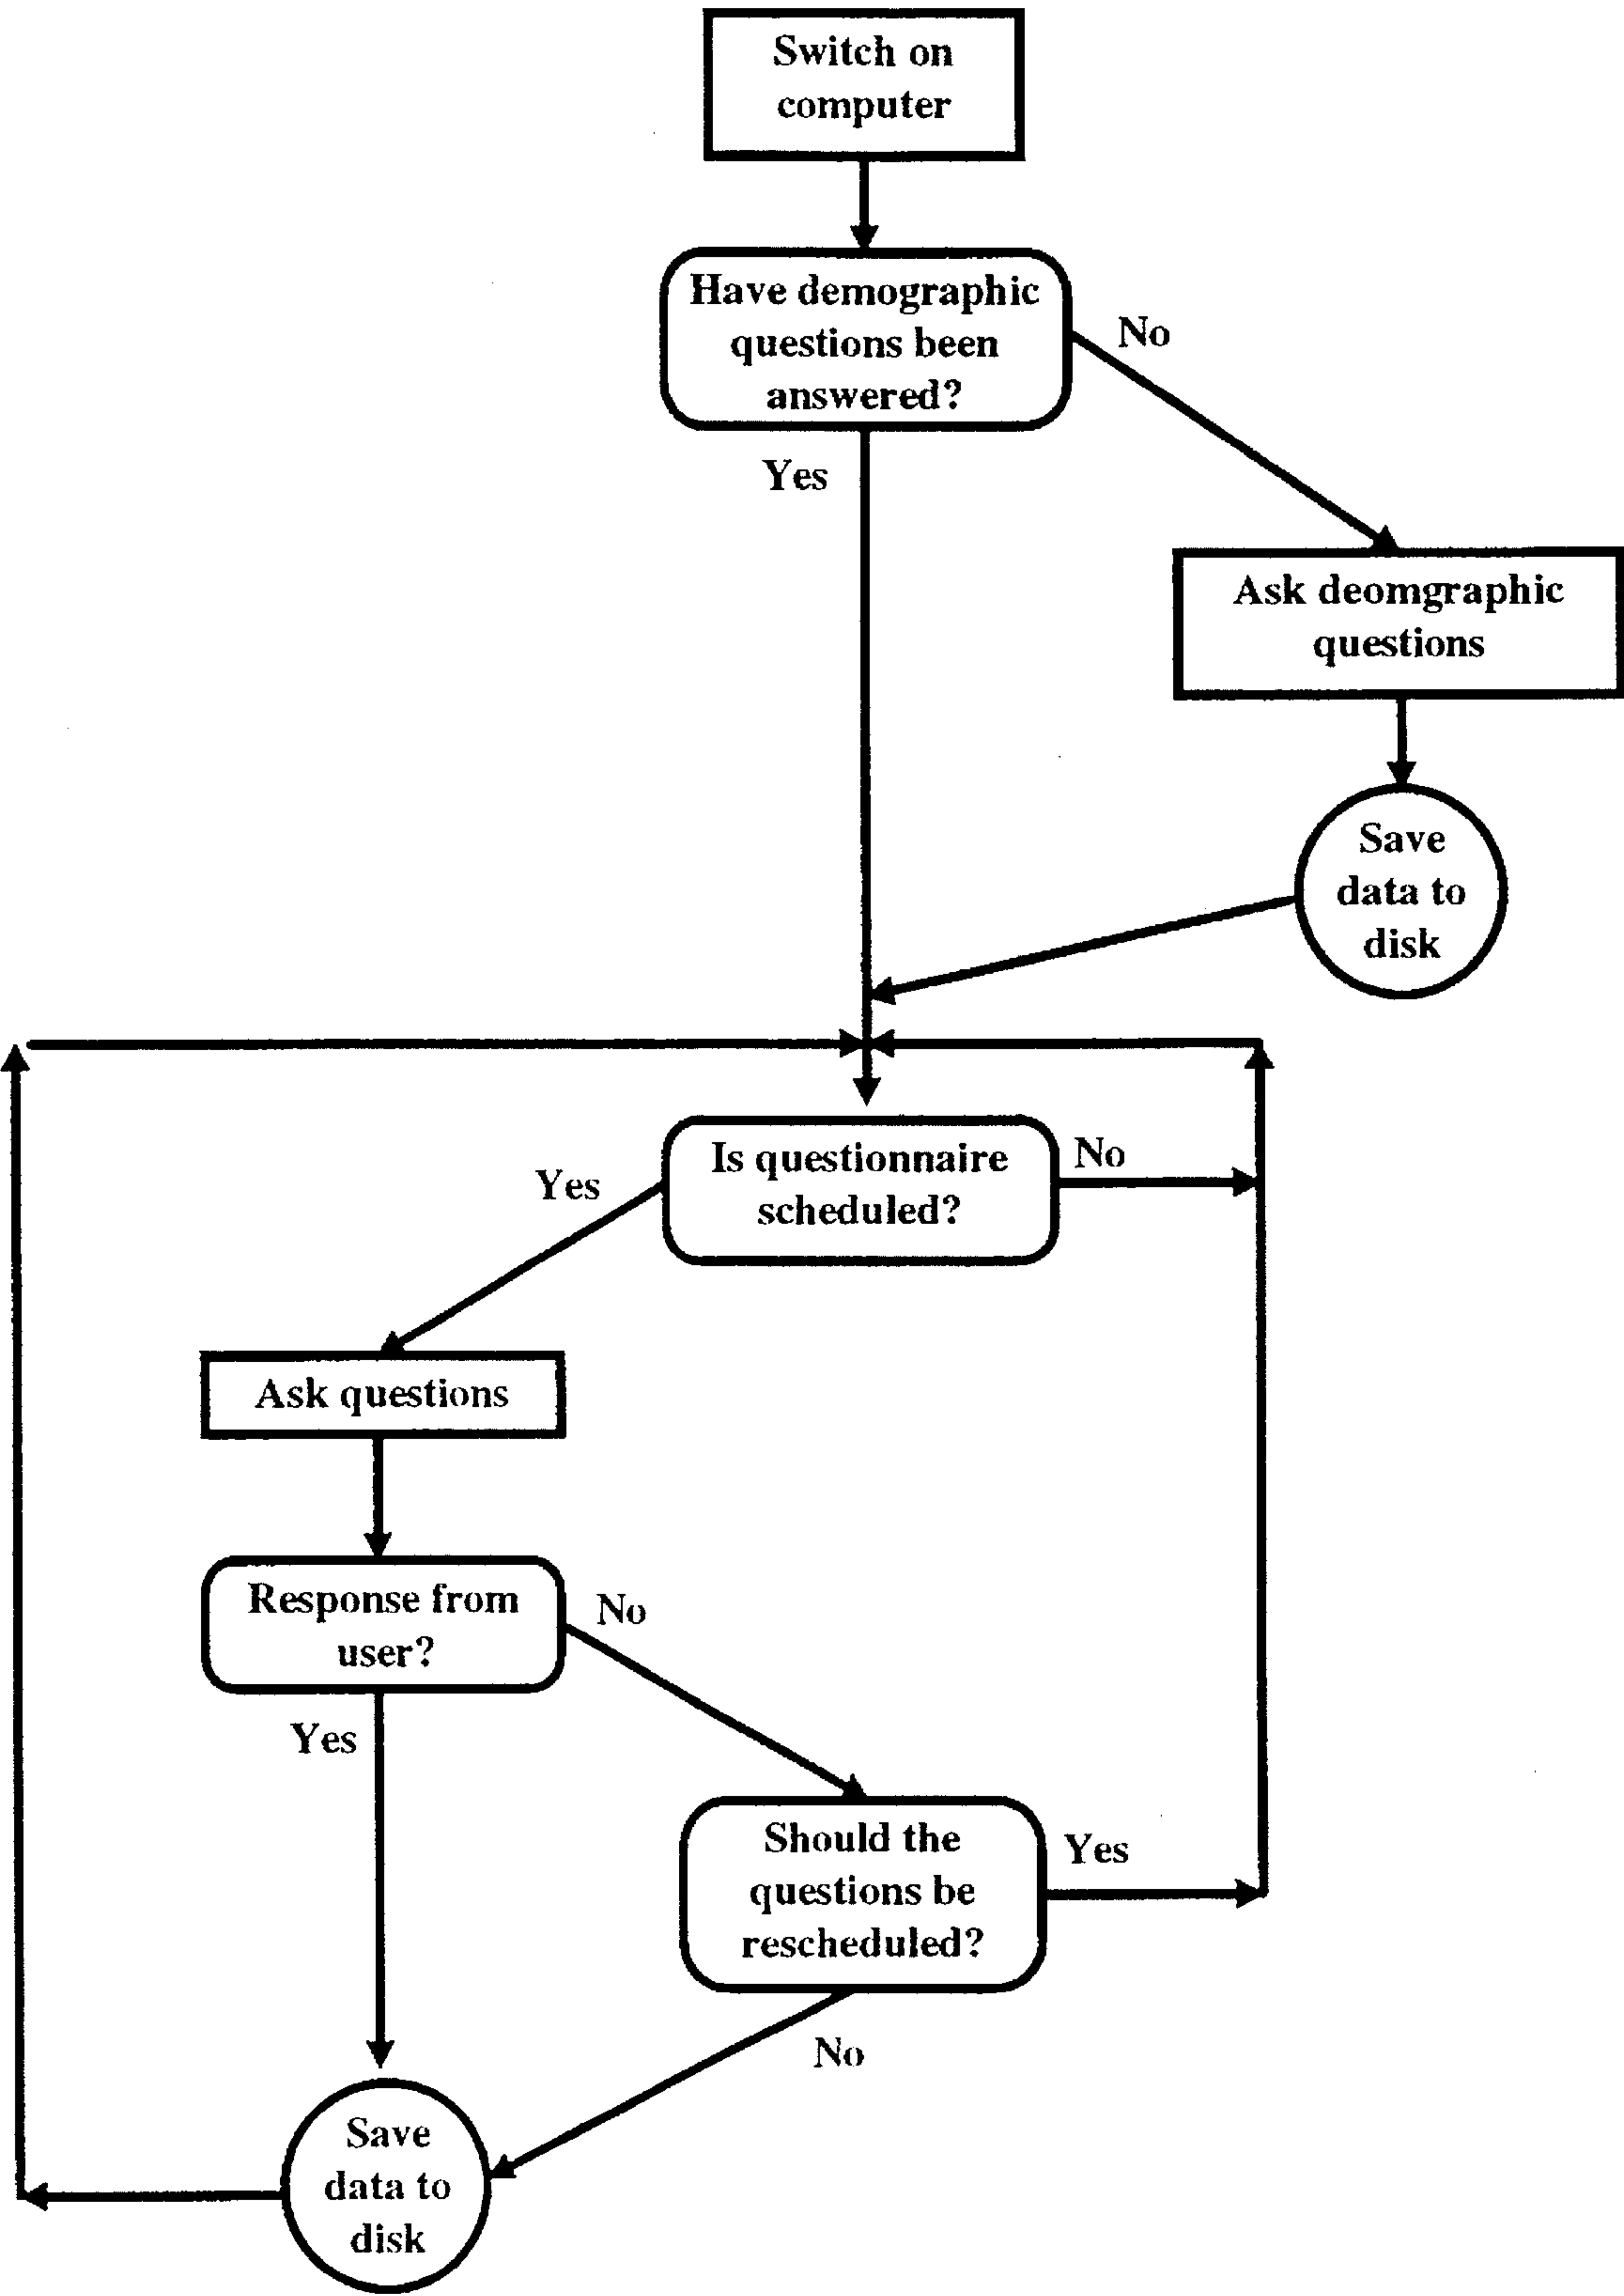 Switch on
computer
Have demographic
questions been
answered?
No
Yes
Ask deomgraphic
questions
Save
data to
disk
Is questionnaire
scheduled?
No
Yes
Ask questions
Response from
user?
No
Yes
Should the
questions be
rescheduled?
Yes
No
Save
data to
disk